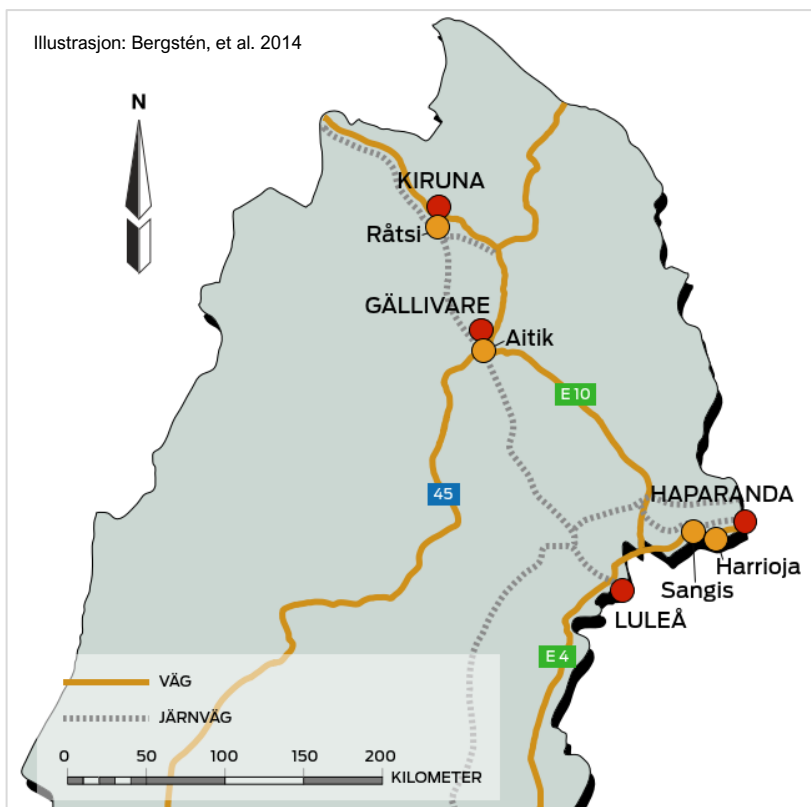 Illustrasjon: Bergstén, et al. 2014
N
KIRUNA
Råtsi
GÄLLIVARE
Aitik
E 10
45
HAPARANDA
Harrioja
Sangis
LULEÅ
E 4
VÄG
JÄRNVÄG
0 50 100 150 200
KILOMETER